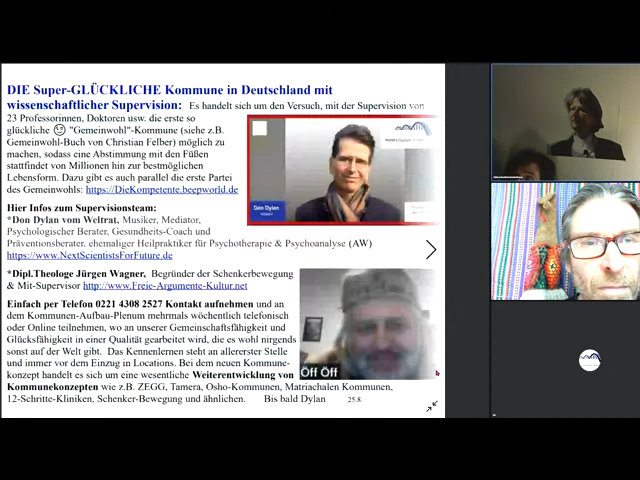 DIE Super-GLÜCKLICHE Kommune in Deutschland mit
wissenschaftlicher Supervision: Es handelt sich um den Versuch, mit der Supervision von
23 Professorinnen, Doktoren usw. die erste so
glückliche 😉 "Gemeinwohl"-Kommune (siehe z.B.
Gemeinwohl-Buch von Christian Felber) möglich zu
machen, sodass eine Abstimmung mit den Füßen
stattfindet von Millionen hin zur bestmöglichen
Lebensform. Dazu gibt es auch parallel die erste Partei
des Gemeinwohls: https://DieKompetente.beepworld.de
Don Dylan
Hier Infos zum Supervisionsteam:
*Don Dylan vom Weltrat, Musiker, Mediator,
Psychologischer Berater, Gesundheits-Coach und
Präventionsberater, ehemaliger Heilpraktiker für Psychotherapie & Psychoanalyse (AW)
https://www.NextScientistsForFuture.de
*Dipl.Theologe Jürgen Wagner, Begründer der Schenkerbewegung
& Mit-Supervisor http://www.Freie-Argumente-Kultur.net
Einfach per Telefon 0221 4308 2527 Kontakt aufnehmen und an
dem Kommunen-Aufbau-Plenum mehrmals wöchentlich telefonisch
oder Online teilnehmen, wo an unserer Gemeinschaftsfähigkeit und
Glücksfähigkeit in einer Qualität gearbeitet wird, die es wohl nirgends
sonst auf der Welt gibt. Das Kennenlernen steht an allererster Stelle
und immer vor dem Einzug in Locations. Bei dem neuen Kommune-
konzept handelt es sich um eine wesentliche Weiterentwicklung von
Kommunekonzepten wie z.B. ZEGG, Tamera, Osho-Kommunen, Matriachalen Kommunen,
12-Schritte-Kliniken, Schenker-Bewegung und ähnlichen. Bis bald Dylan 25.8.
Öff Öff